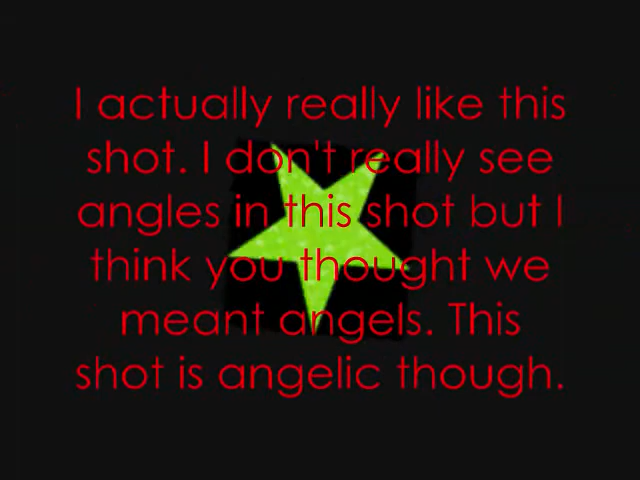 I actually really like this
shot. I don't really see
angles in this shot but I
think you thought we
meant angels. This
shot is angelic though.